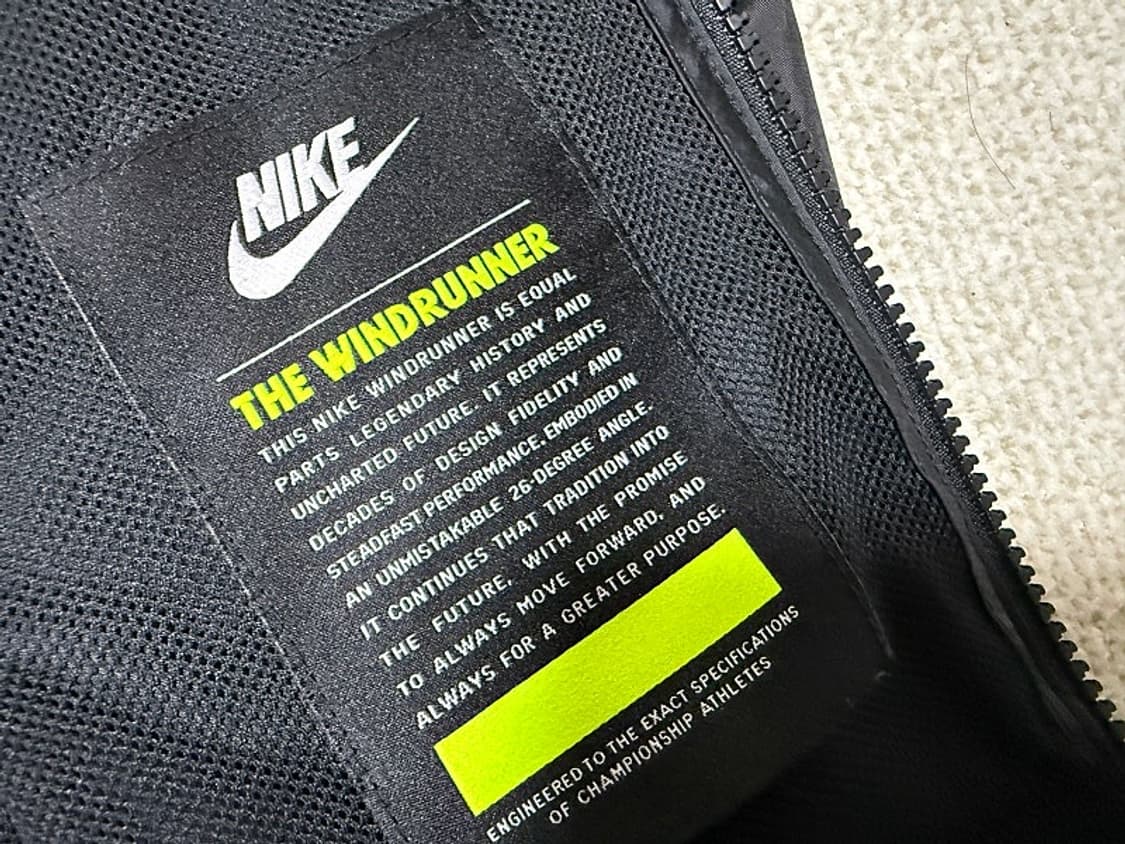 NIKE
THE WINDRUNNER
THIS NIKE WINDRUNNER IS EQUAL
PARTS LEGENDARY HISTORY AND
UNCHARTED FUTURE. IT REPRESENTS
DECADES OF DESIGN FIDELITY AND
STEADFAST PERFORMANCE, EMBODIED IN
AN UNMISTAKABLE 26-DEGREE ANGLE.
IT CONTINUES THAT TRADITION INTO
THE FUTURE, WITH THE PROMISE
TO ALWAYS MOVE FORWARD, AND
ALWAYS FOR A GREATER PURPOSE.
ENGINEERED TO THE EXACT SPECIFICATIONS
OF CHAMPIONSHIP ATHLETES